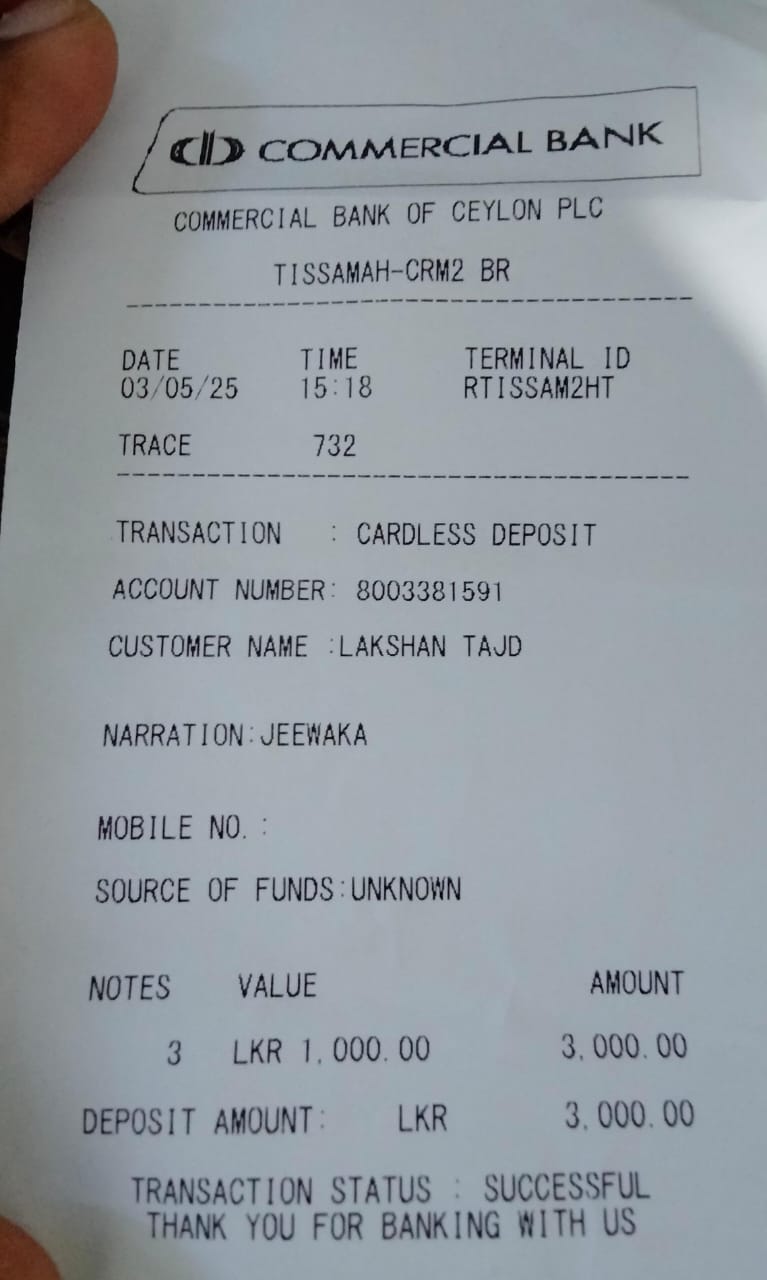 COMMERCIAL BANK
COMMERCIAL BANK OF CEYLON PLC
TISSAMAH-CRM2 BR
DATE TIME TERMINAL ID
03/05/25 15:18 RTISSAM2HT
TRACE 732
TRANSACTION : CARDLESS DEPOSIT
ACCOUNT NUMBER: 8003381591
CUSTOMER NAME :LAKSHAN TAJD
NARRATION:JEEWAKA
MOBILE NO. :
SOURCE OF FUNDS:UNKNOWN
NOTES VALUE AMOUNT
3 LKR 1,000.00 3,000.00
DEPOSIT AMOUNT: LKR 3,000.00
TRANSACTION STATUS : SUCCESSFUL
THANK YOU FOR BANKING WITH US